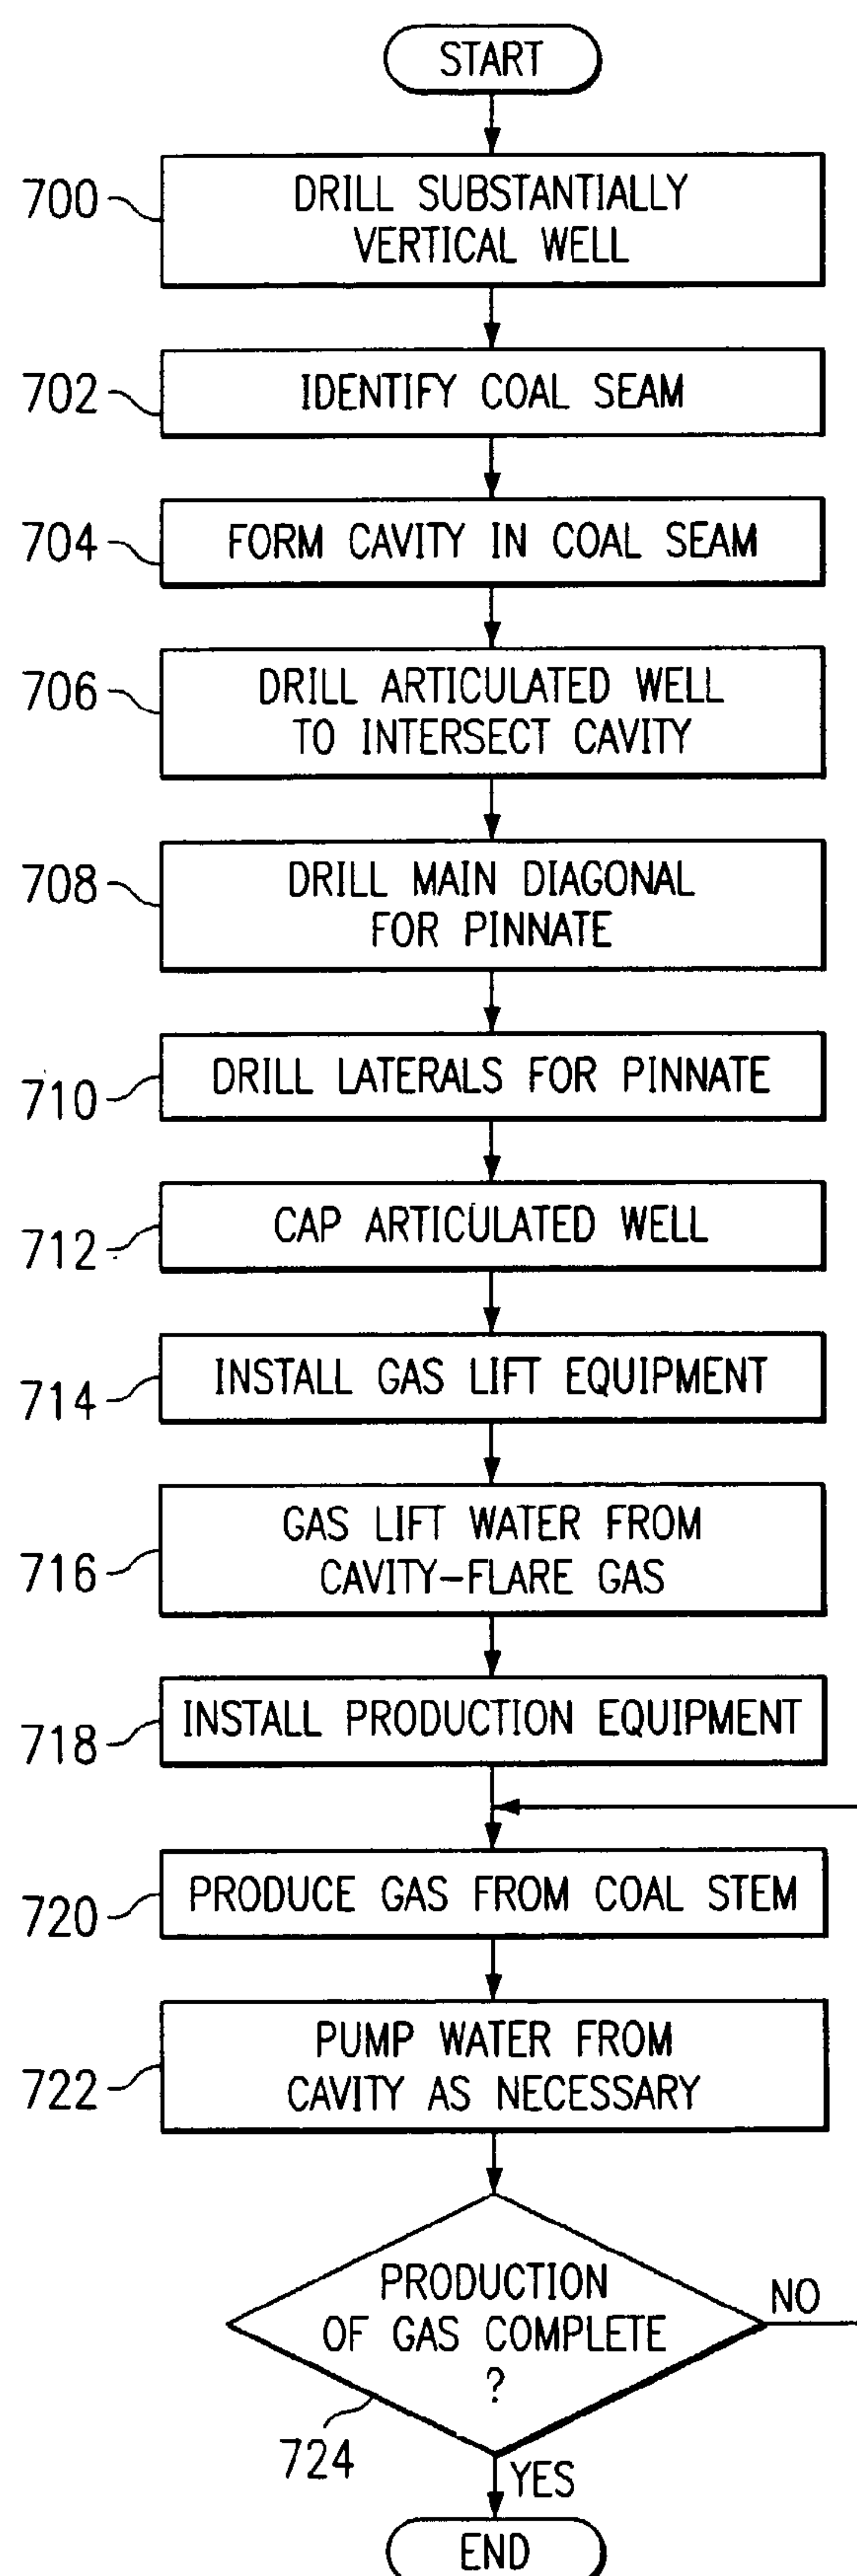 START
700
DRILL SUBSTANTIALLY
VERTICAL WELL
702
IDENTIFY COAL SEAM
704
FORM CAVITY IN COAL SEAM
706
DRILL ARTICULATED WELL
TO INTERSECT CAVITY
708
DRILL MAIN DIAGONAL
FOR PINNATE
710
DRILL LATERALS FOR PINNATE
712
CAP ARTICULATED WELL
714
INSTALL GAS LIFT EQUIPMENT
716
GAS LIFT WATER FROM
CAVITY-FLARE GAS
718
INSTALL PRODUCTION EQUIPMENT
720
PRODUCE GAS FROM COAL STEM
722
PUMP WATER FROM
CAVITY AS NECESSARY
PRODUCTION
OF GAS COMPLETE
?
NO
724
YES
END